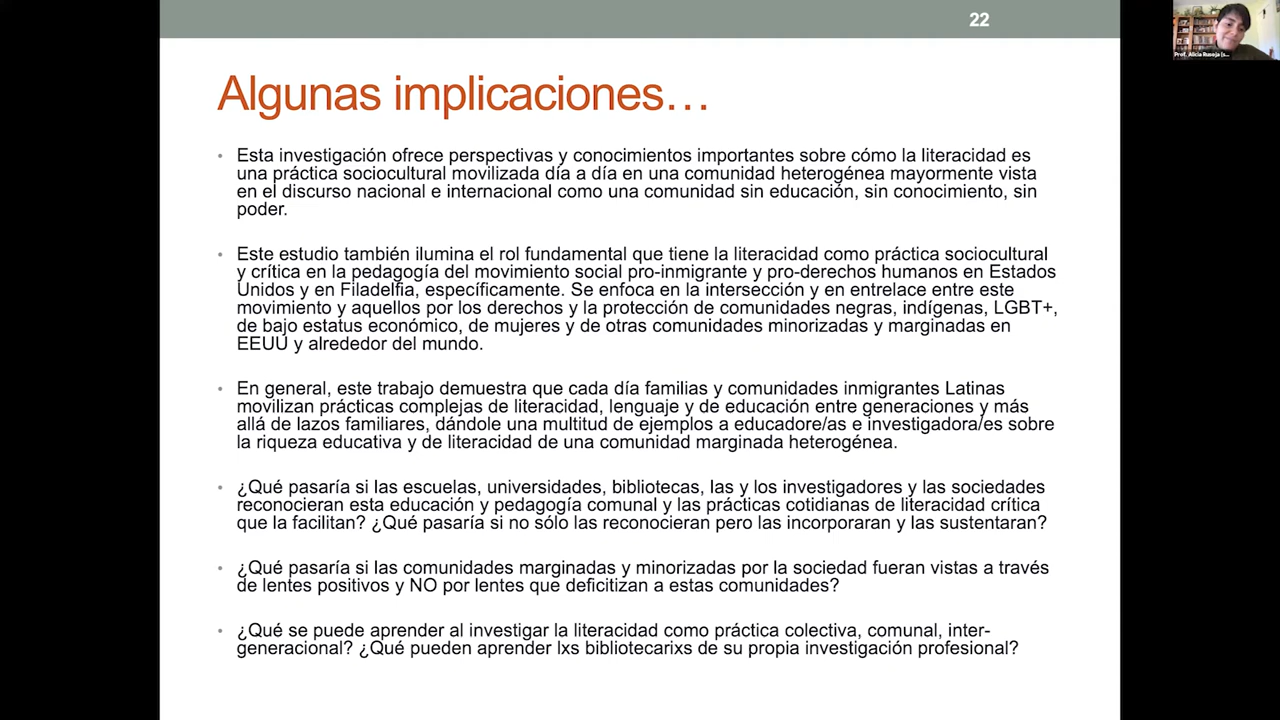 22
Algunas implicaciones…
• Esta investigación ofrece perspectivas y conocimientos importantes sobre cómo la literacidad es
una práctica sociocultural movilizada día a día en una comunidad heterogénea mayormente vista
en el discurso nacional e internacional como una comunidad sin educación, sin conocimiento, sin
poder.
• Este estudio también ilumina el rol fundamental que tiene la literacidad como práctica sociocultural
y crítica en la pedagogía del movimiento social pro-inmigrante y pro-derechos humanos en Estados
Unidos y en Filadelfia, específicamente. Se enfoca en la intersección y en entrelace entre este
movimiento y aquellos por los derechos y la protección de comunidades negras, indígenas, LGBT+,
de bajo estatus económico, de mujeres y de otras comunidades minorizadas y marginadas en
EEUU y alrededor del mundo.
• En general, este trabajo demuestra que cada día familias y comunidades inmigrantes Latinas
movilizan prácticas complejas de literacidad, lenguaje y de educación entre generaciones y más
allá de lazos familiares, dándole una multitud de ejemplos a educadore/as e investigadora/es sobre
la riqueza educativa y de literacidad de una comunidad marginada heterogénea.
• ¿Qué pasaría si las escuelas, universidades, bibliotecas, las y los investigadores y las sociedades
reconocieran esta educación y pedagogía comunal y las prácticas cotidianas de literacidad crítica
que la facilitan? ¿Qué pasaría si no sólo las reconocieran pero las incorporaran y las sustentaran?
• ¿Qué pasaría si las comunidades marginadas y minorizadas por la sociedad fueran vistas a través
de lentes positivos y NO por lentes que deficitizan a estas comunidades?
• ¿Qué se puede aprender al investigar la literacidad como práctica colectiva, comunal, inter-
generacional? ¿Qué pueden aprender lxs bibliotecarixs de su propia investigación profesional?
Prof. Alicia